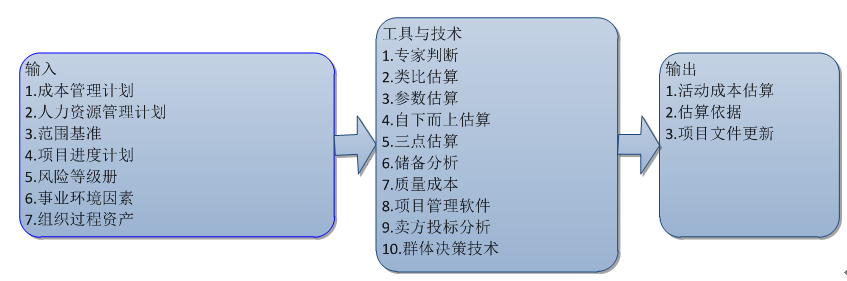 输入
1.成本管理计划
2.人力资源管理计划
3.范围基准
4.项目进度计划
5.风险等级册
6.事业环境因素
7.组织过程资产
工具与技术
1.专家判断
2.类比估算
3.参数估算
4.自下而上估算
5.三点估算
6.储备分析
7.质量成本
8.项目管理软件
9.卖方投标分析
10.群体决策技术
输出
1.活动成本估算
2.估算依据
3.项目文件更新